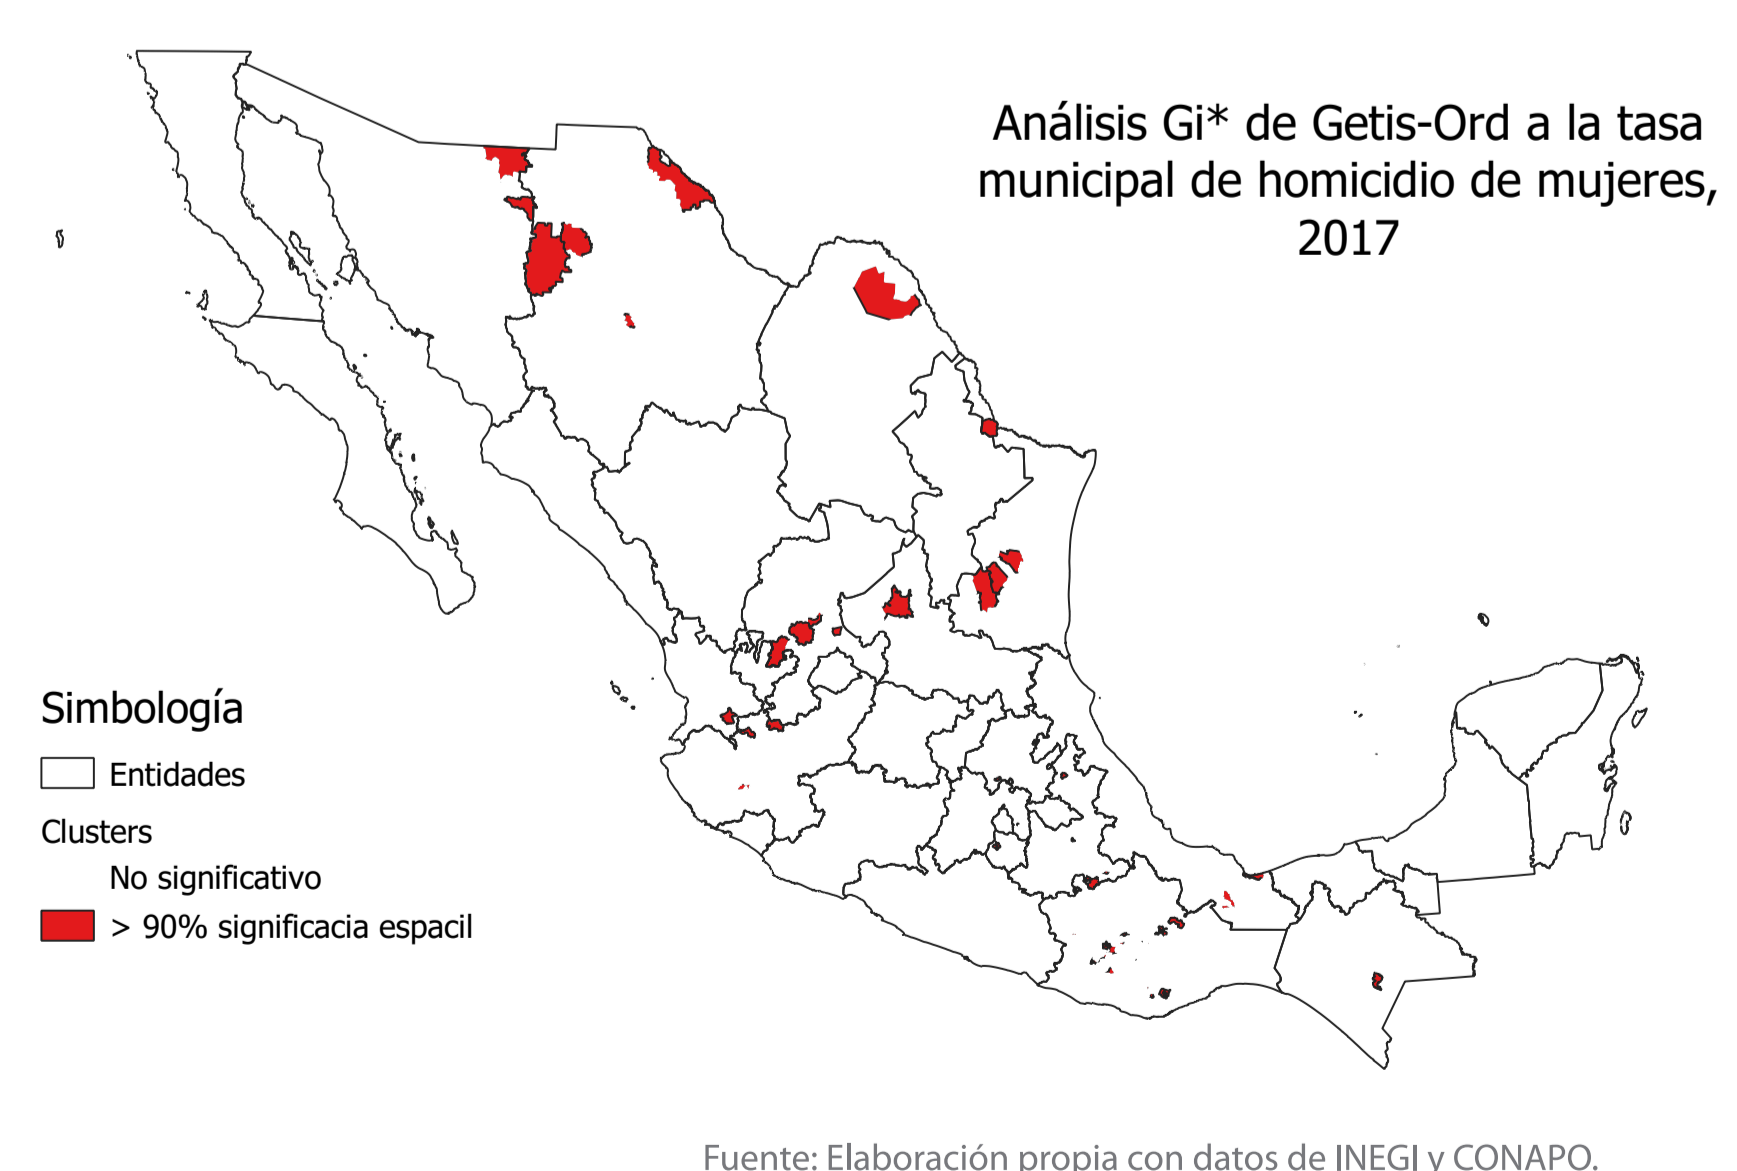 Análisis Gi* de Getis-Ord a la tasa
municipal de homicidio de mujeres,
2017
Simbología
Entidades
Clusters
No significativo
> 90% significacia espacil
Fuente: Elaboración propia con datos de INEGI y CONAPO.